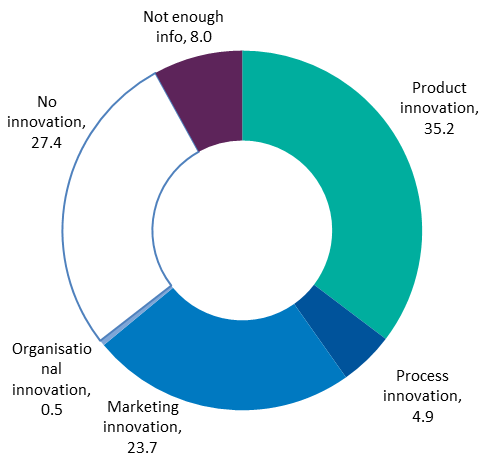 Not enough
info, 8.0
Product
innovation,
35.2
No
innovation,
27.4
Organisatio
nal
innovation,
0.5
Marketing
innovation,
23.7
Process
innovation,
4.9